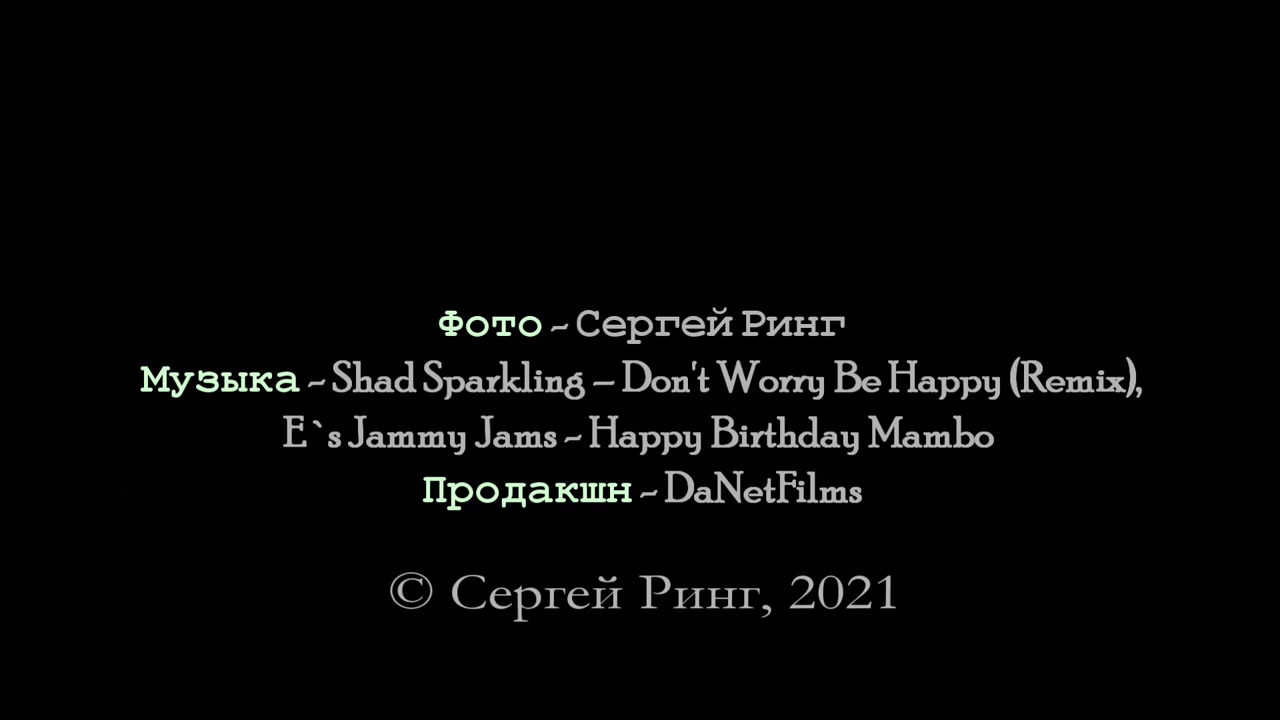 Фото - Сергей Ринг
Музыка - Shad Sparkling – Don't Worry Be Happy (Remix),
E`s Jammy Jams - Happy Birthday Mambo
Продакшн - DaNetFilms
© Сергей Ринг, 2021